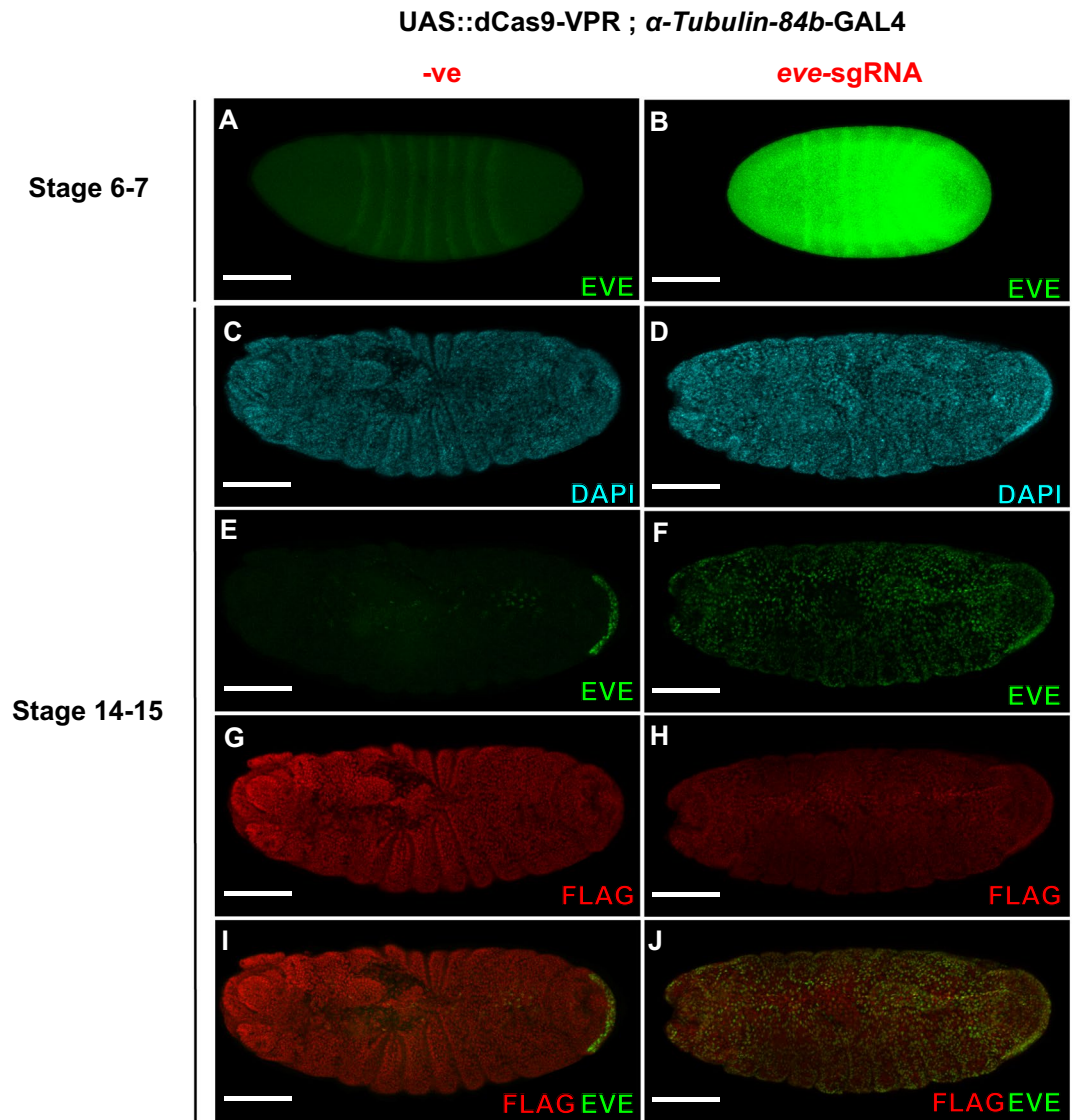 UAS::dCas9-VPR ; α-Tubulin-84b-GAL4
-ve
eve-sgRNA
Stage 6-7
A
EVE
B
EVE
Stage 14-15
C
DAPI
D
DAPI
E
EVE
F
EVE
G
FLAG
H
FLAG
I
FLAG EVE
J
FLAG EVE